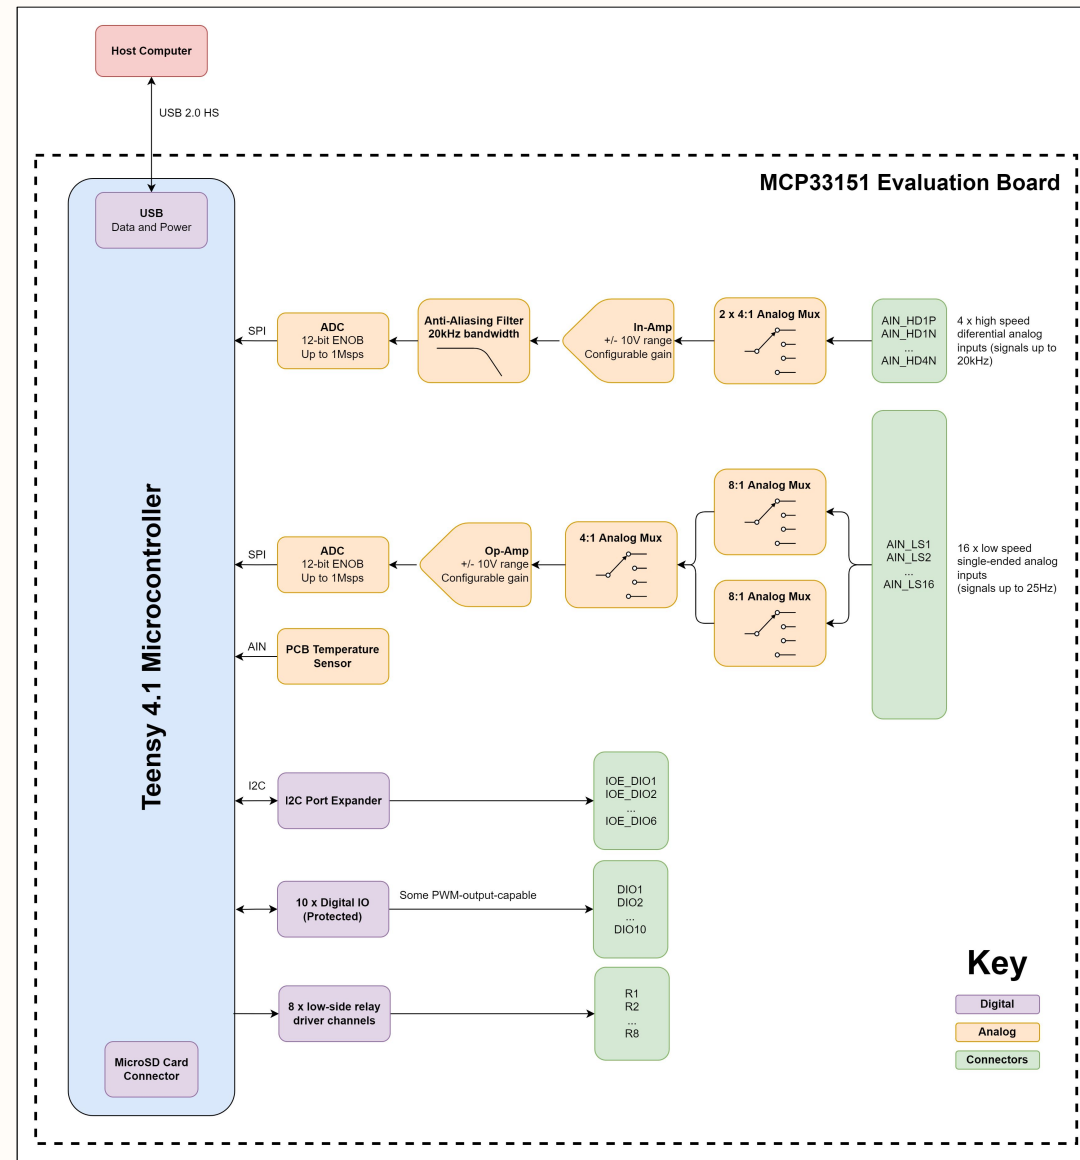 Host Computer
USB 2.0 HS
MCP33151 Evaluation Board
USB
Data and Power
SPI
ADC
12-bit ENOB
Up to 1Msps
Anti-Aliasing Filter
20kHz bandwidth
In-Amp
+/- 10V range
Configurable gain
2 x 4:1 Analog Mux
AIN_HD1P
AIN_HD1N
...
AIN_HD4N
4 x high speed
diferential analog
inputs (signals up to
20kHz)
Teensy 4.1 Microcontroller
SPI
ADC
12-bit ENOB
Up to 1Msps
Op-Amp
+/- 10V range
Configurable gain
4:1 Analog Mux
8:1 Analog Mux
8:1 Analog Mux
AIN_LS1
AIN_LS2
...
AIN_LS16
16 x low speed
single-ended analog
inputs
(signals up to 25Hz)
AIN
PCB Temperature
Sensor
I2C
I2C Port Expander
IOE_DIO1
IOE_DIO2
...
IOE_DIO6
10 x Digital IO
(Protected)
Some PWM-output-capable
DIO1
DIO2
...
DIO10
8 x low-side relay
driver channels
R1
R2
...
R8
MicroSD Card
Connector
Key
Digital
Analog
Connectors